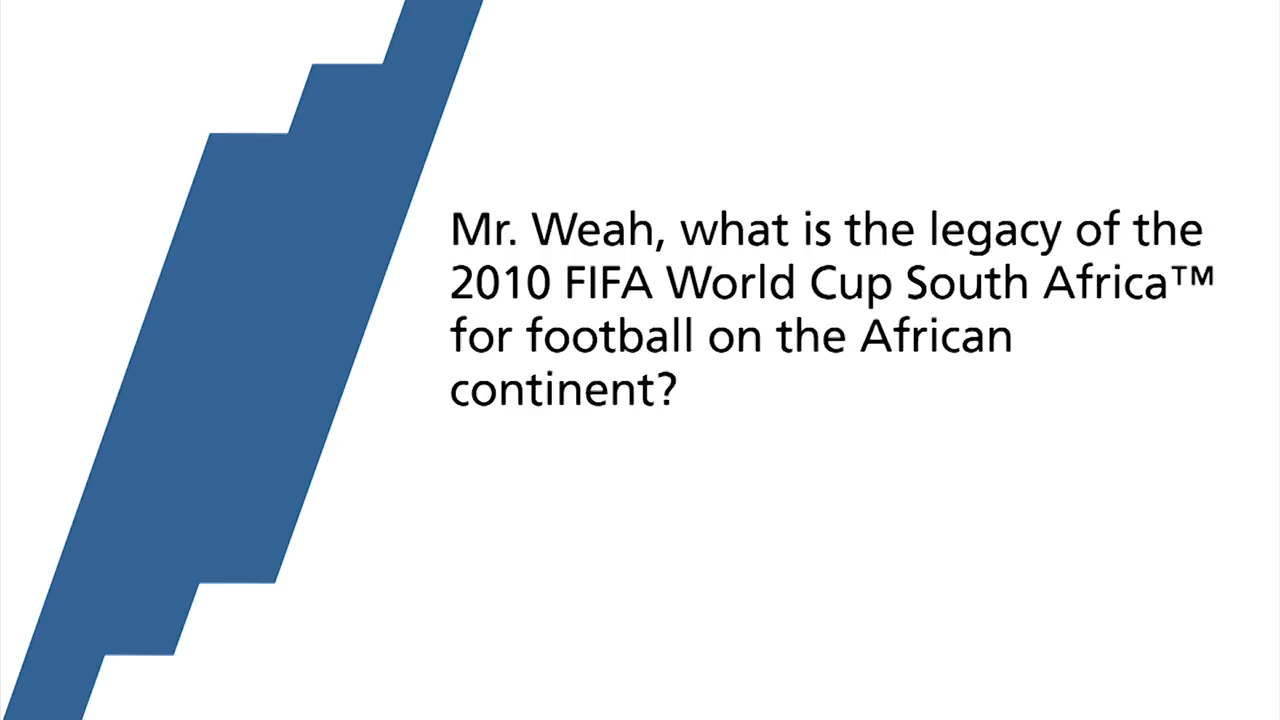 Mr. Weah, what is the legacy of the
2010 FIFA World Cup South Africa™
for football on the African
continent?